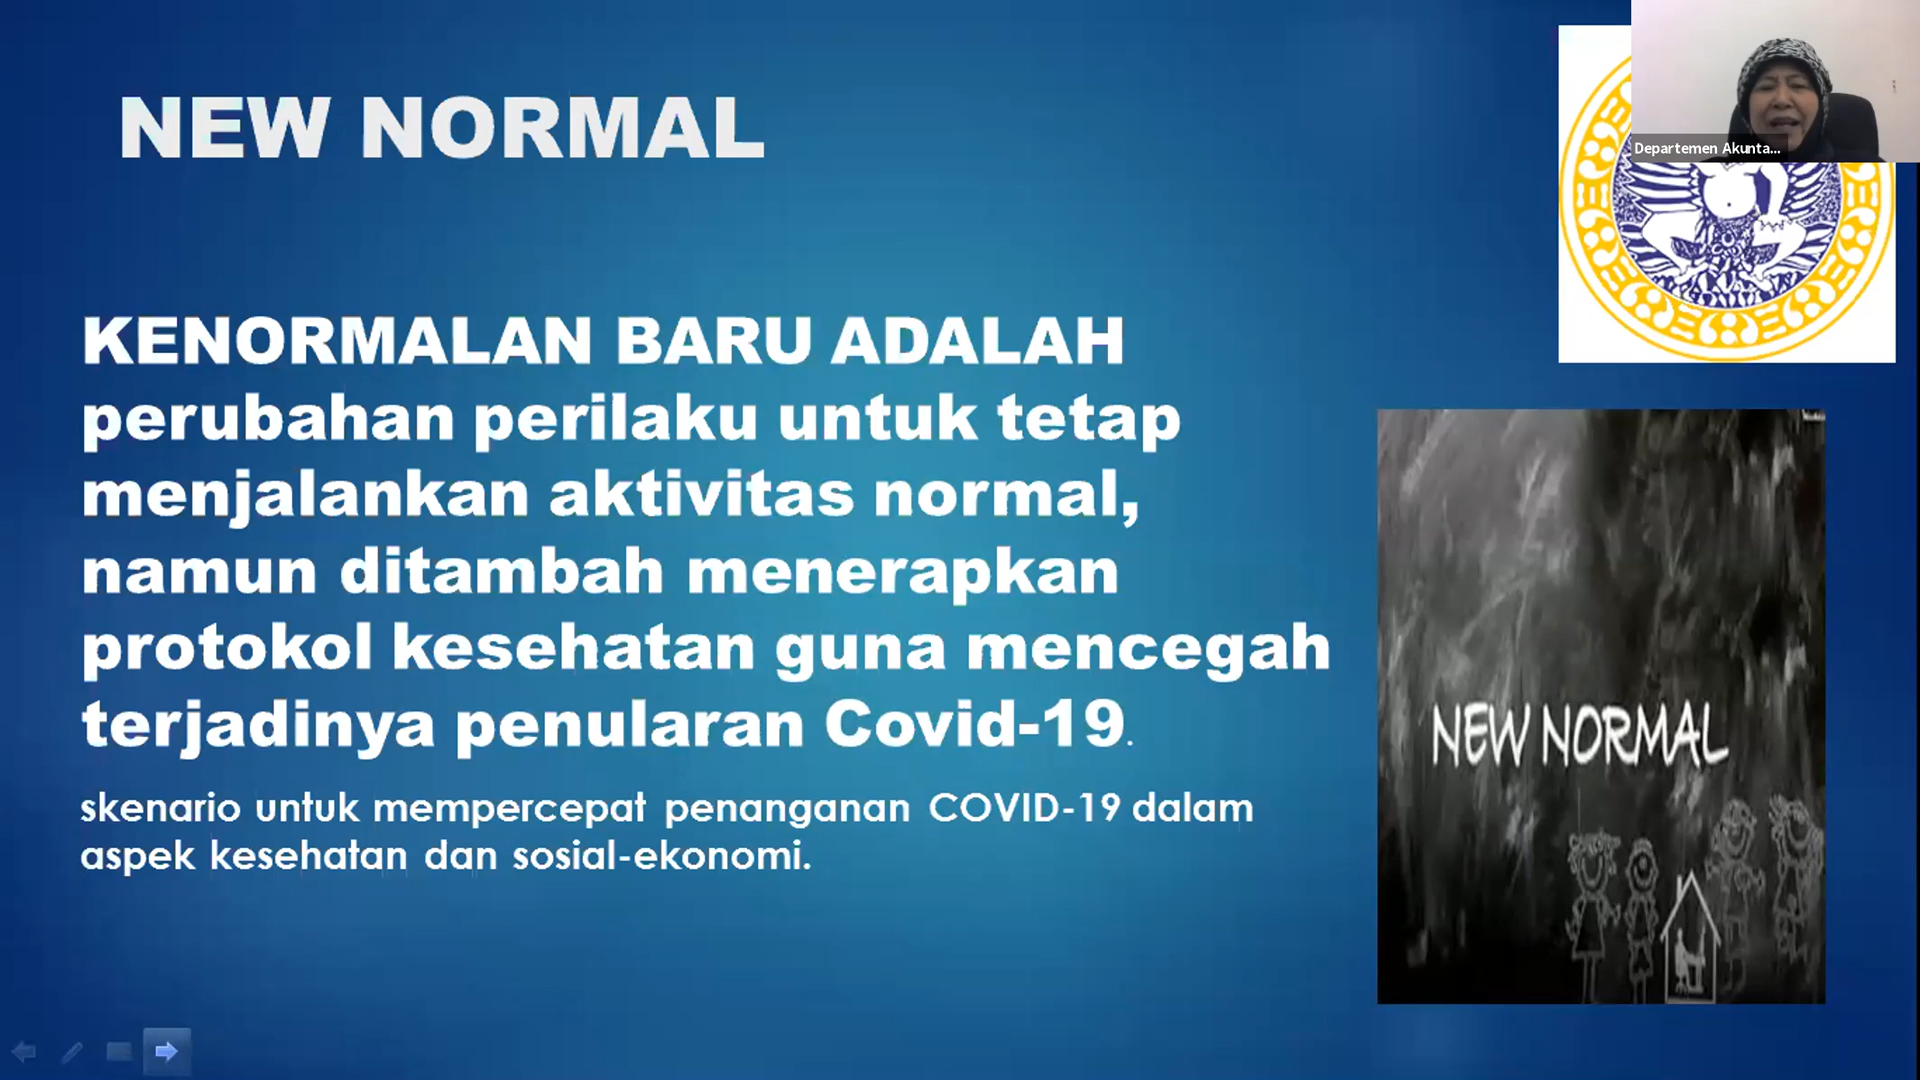 NEW NORMAL
Departemen Akunta...
KENORMALAN BARU ADALAH
perubahan perilaku untuk tetap
menjalankan aktivitas normal,
namun ditambah menerapkan
protokol kesehatan guna mencegah
terjadinya penularan Covid-19.
skenario untuk mempercepat penanganan COVID-19 dalam
aspek kesehatan dan sosial-ekonomi.
NEW NORMAL